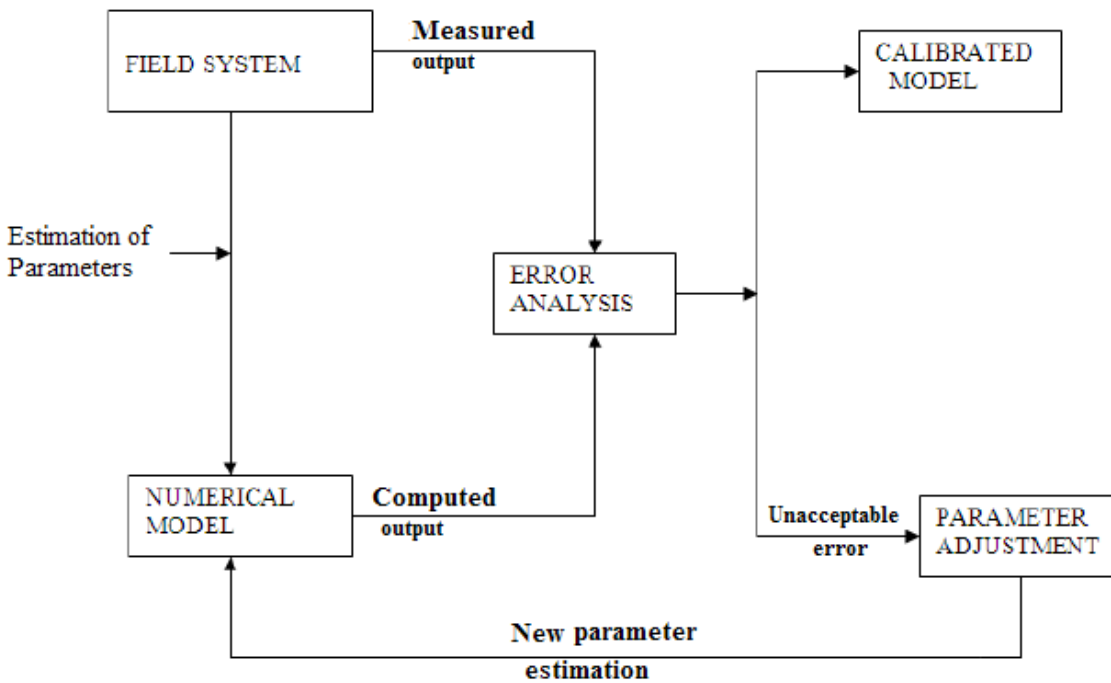 FIELD SYSTEM
Measured
output
CALIBRATED
MODEL
Estimation of
Parameters
ERROR
ANALYSIS
NUMERICAL
MODEL
Computed
output
Unacceptable
error
PARAMETER
ADJUSTMENT
New parameter
estimation